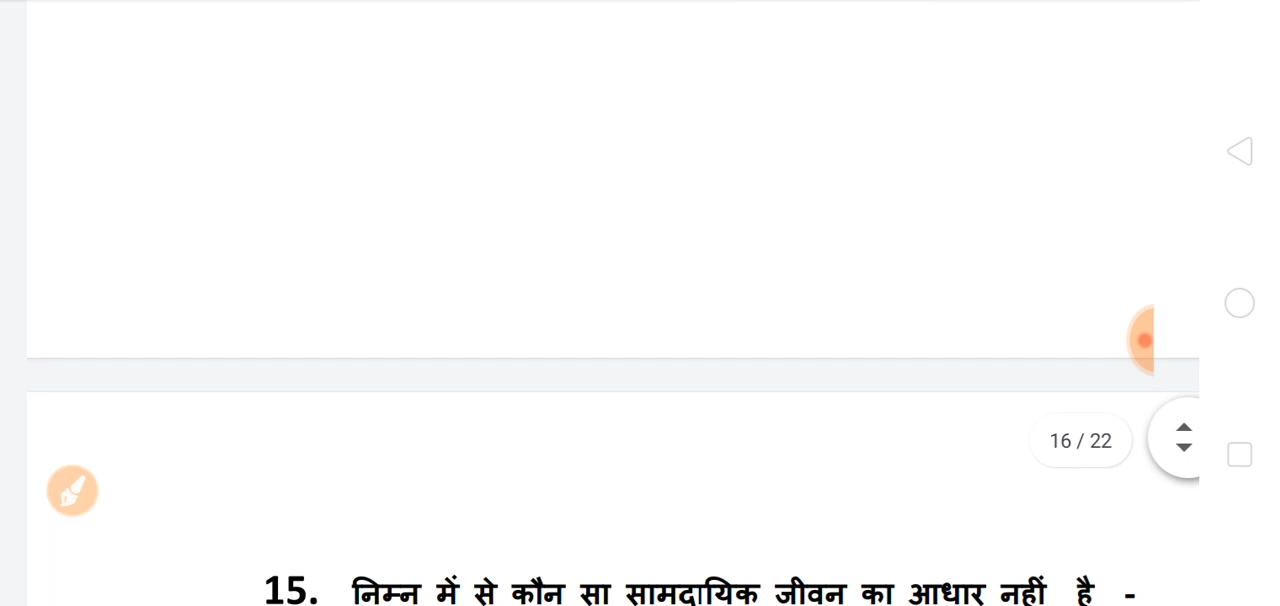 16 / 22
15. निम्न में से कौन सा सामदायिक जीवन का आधार नहीं है -